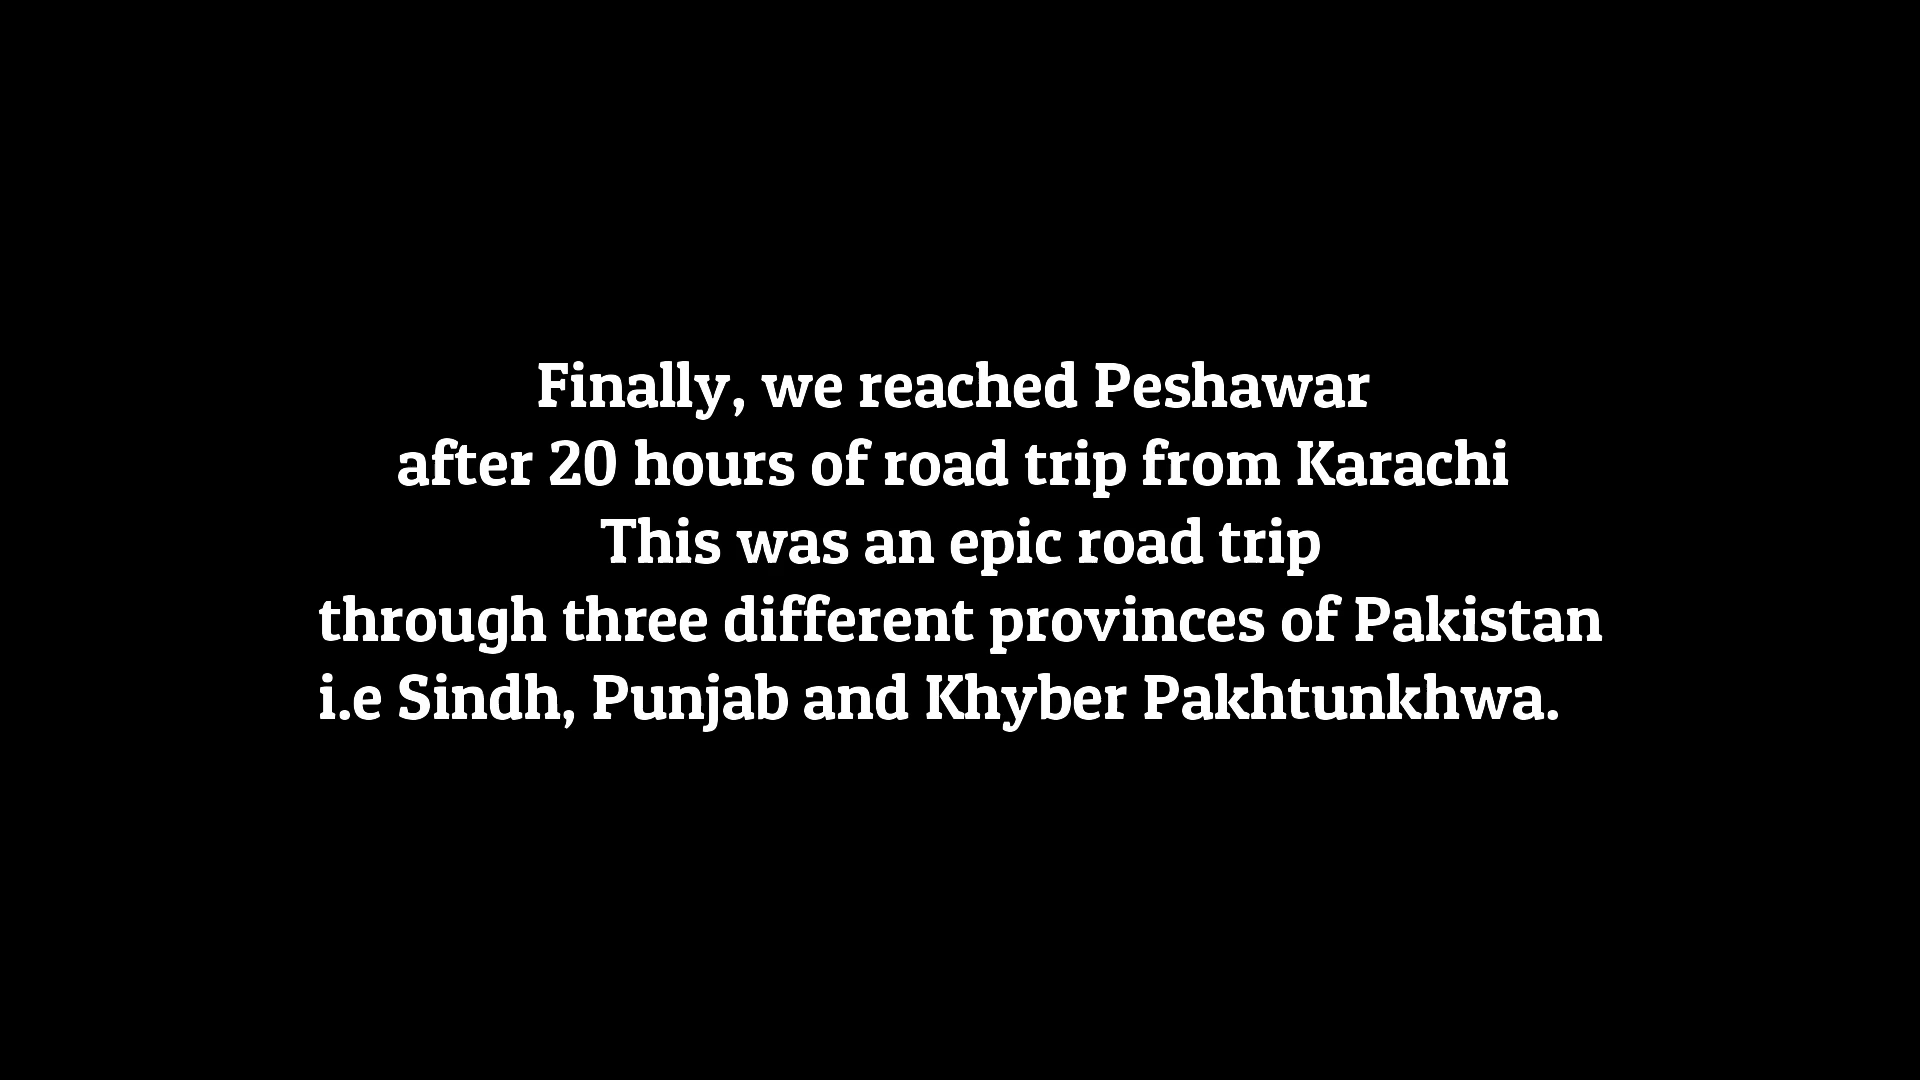 Finally, we reached Peshawar
after 20 hours of road trip from Karachi
This was an epic road trip
through three different provinces of Pakistan
i.e Sindh, Punjab and Khyber Pakhtunkhwa.